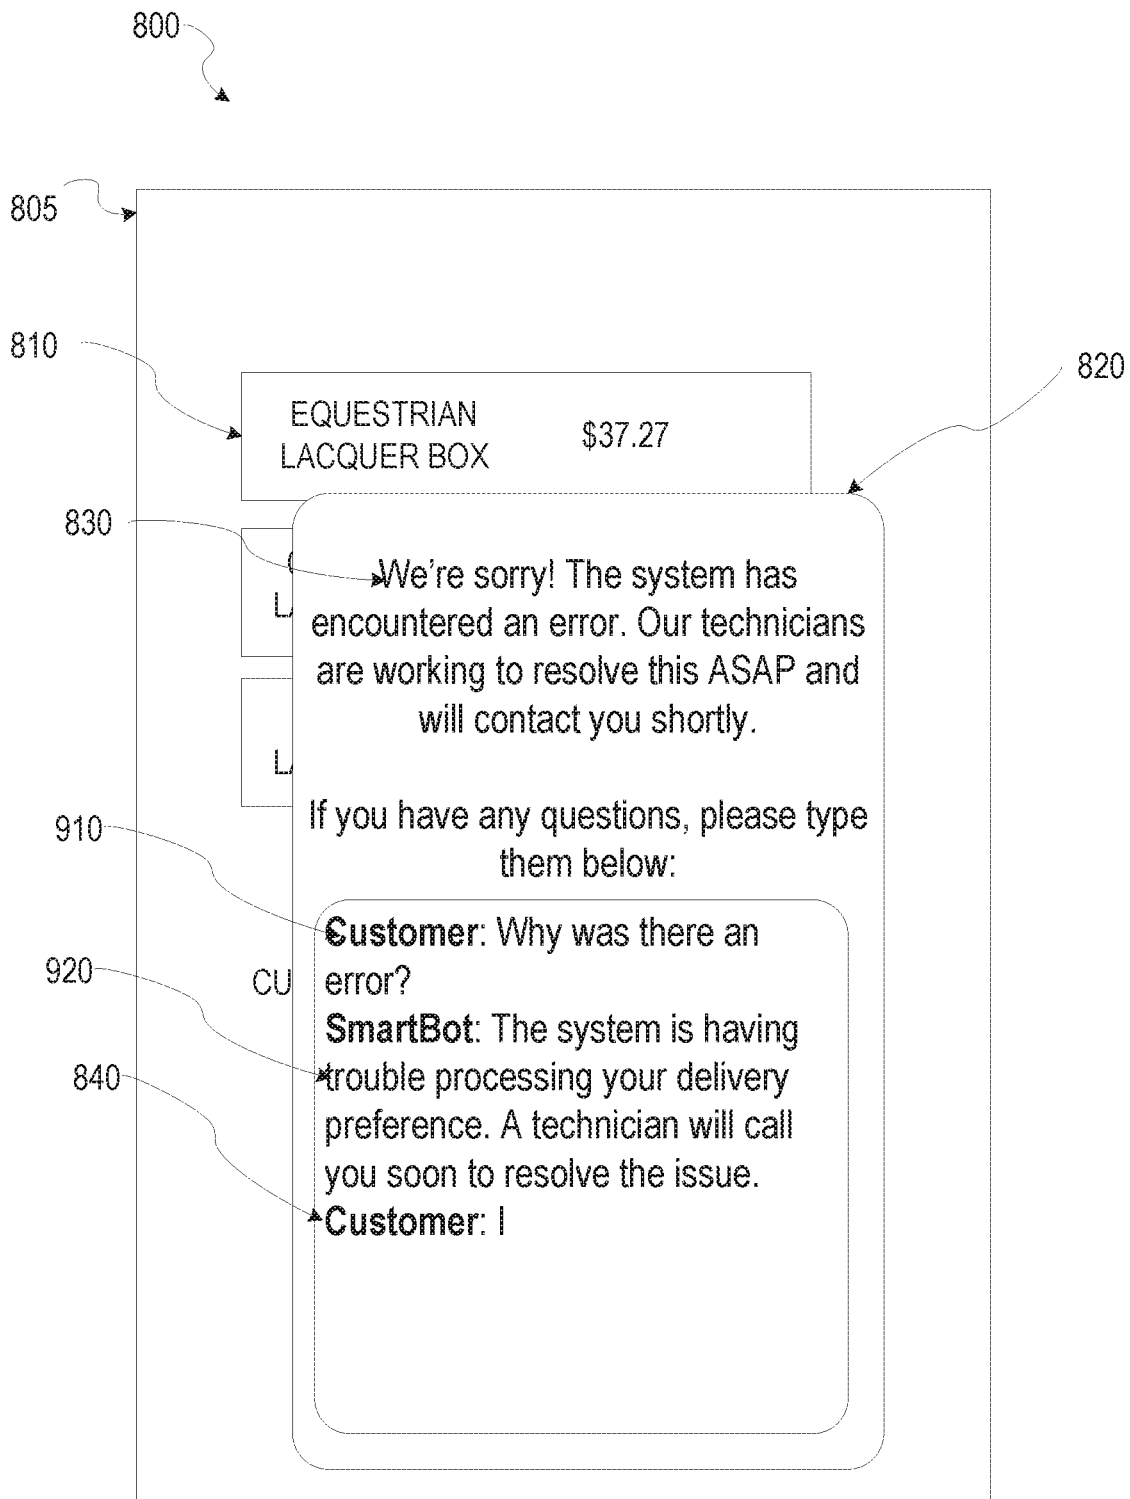 800
805
810
820
EQUESTRIAN
LACQUER BOX
$37.27
830
We're sorry! The system has
encountered an error. Our technicians
are working to resolve this ASAP and
will contact you shortly.
If you have any questions, please type
them below:
910
Customer: Why was there an
error?
920
CU
SmartBot: The system is having
trouble processing your delivery
preference. A technician will call
you soon to resolve the issue.
840
Customer: I